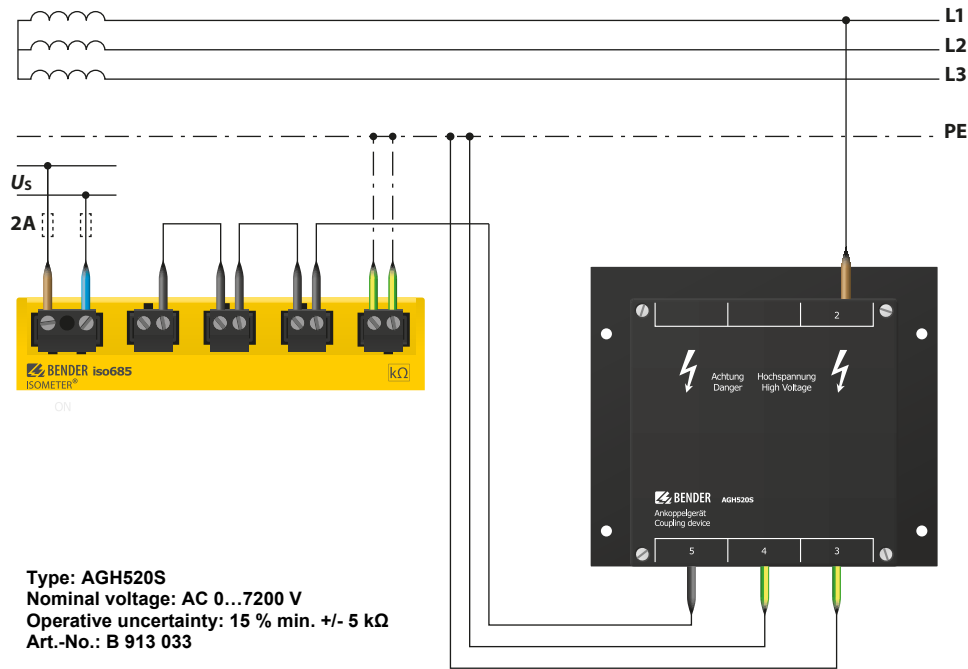 L1
L2
L3
PE
Us
2A
BENDER iso685
ISOMETER®
kΩ
ON
2
Achtung Hochspannung
Danger High Voltage
BENDER AGH520S
Ankoppelgerät
Coupling device
5 4 3
Type: AGH520S
Nominal voltage: AC 0...7200 V
Operative uncertainty: 15 % min. +/- 5 kΩ
Art.-No.: B 913 033